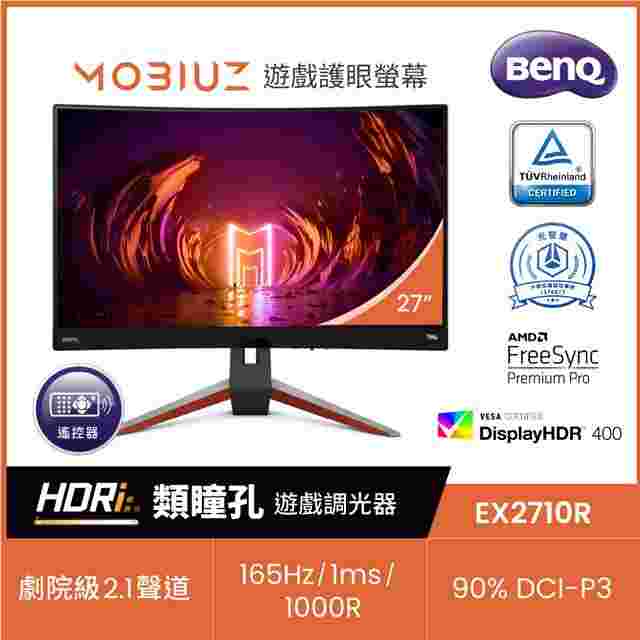 MOBIUZ 遊戲護眼螢幕
BenQ
TÜVRheinland
CERTIFIED
27"
BenQ
AMD
FreeSync
Premium Pro
遙控器
VESA CERTIFIED
DisplayHDR™ 400
HDRi 類瞳孔 遊戲調光器
EX2710R
劇院級2.1聲道
165Hz/1ms/
1000R
90% DCI-P3